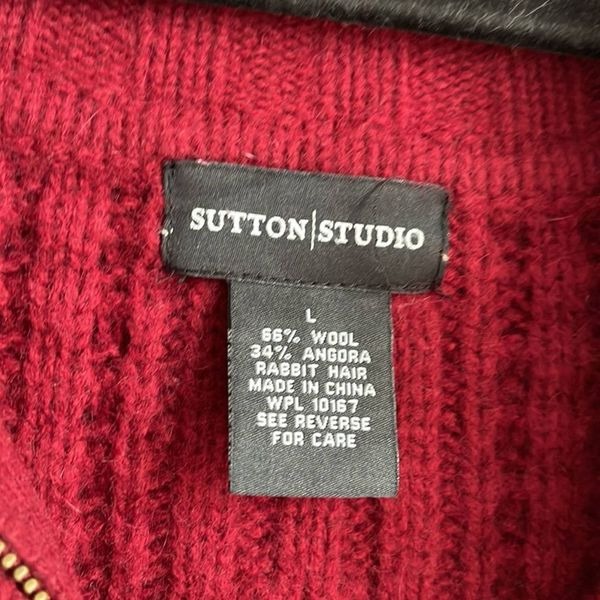 SUTTON|STUDIO
L
66% WOOL
34% ANGORA
RABBIT HAIR
MADE IN CHINA
WPL 10167
SEE REVERSE
FOR CARE